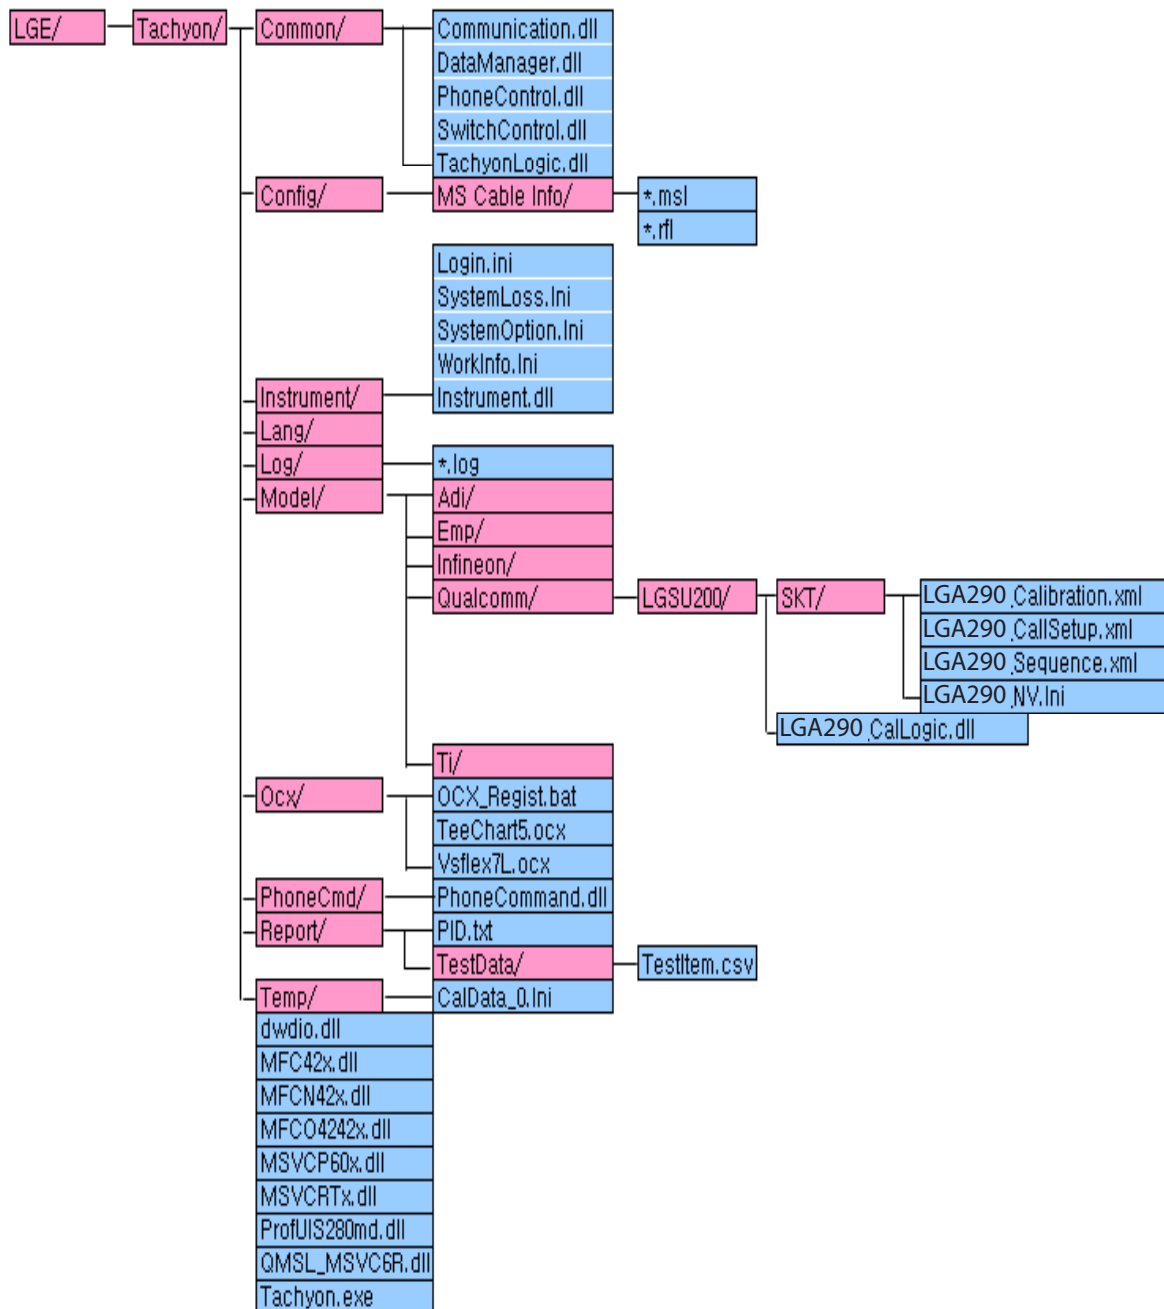 LGE/ Tachyon/ Common/ Communication.dll
DataManager.dll
PhoneControl.dll
SwitchControl.dll
TachyonLogic.dll
Config/ MS Cable Info/ *.msl
*.rfl
Login.ini
SystemLoss.Ini
SystemOption.Ini
WorkInfo.Ini
Instrument/ Instrument.dll
Lang/
Log/ *.log
Model/ Adi/
Emp/
Infineon/
Qualcomm/ LGSU200/ SKT/ LGA290_Calibration.xml
LGA290_CallSetup.xml
LGA290_Sequence.xml
LGA290_NV.Ini
LGA290_CalLogic.dll
Ti/
Ocx/ OCX_Regist.bat
TeeChart5.ocx
Vsflex7L.ocx
PhoneCmd/ PhoneCommand.dll
Report/ PID.txt
TestData/ TestItem.csv
Temp/ CalData_0.Ini
dwdio.dll
MFC42x.dll
MFCN42x.dll
MFCO4242x.dll
MSVCP60x.dll
MSVCRTx.dll
ProfUIS280md.dll
QMSL_MSVC6R.dll
Tachyon.exe